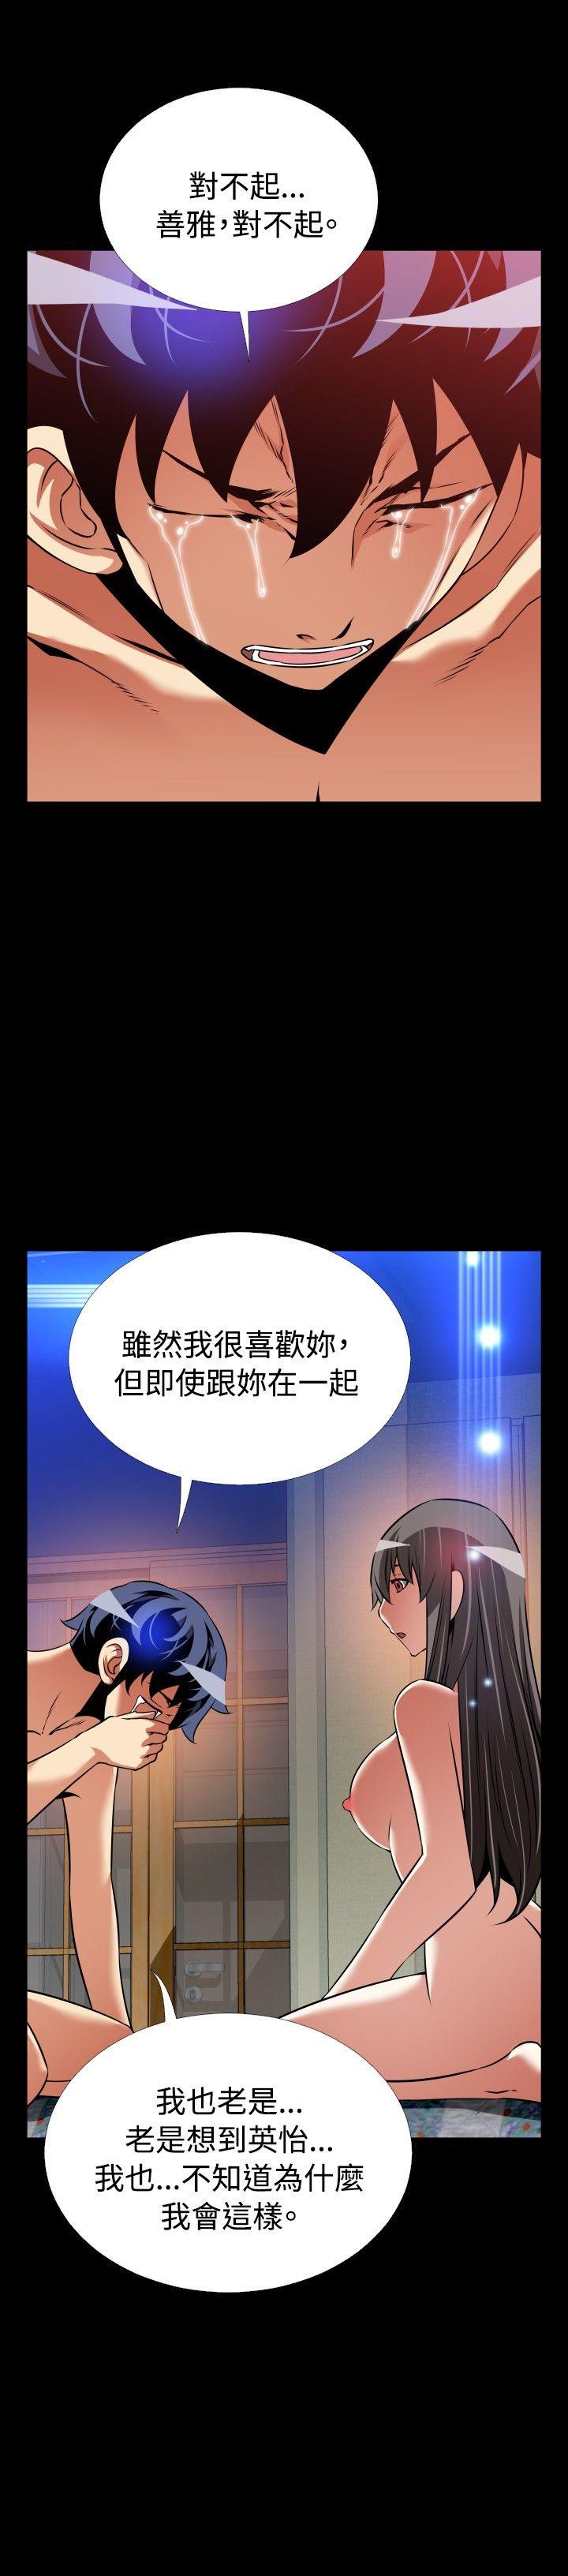 對不起...
善雅，對不起。
雖然我很喜歡妳，
但即使跟妳在一起
我也老是...
老是想到英怡...
我也...不知道為什麼
我會這樣。